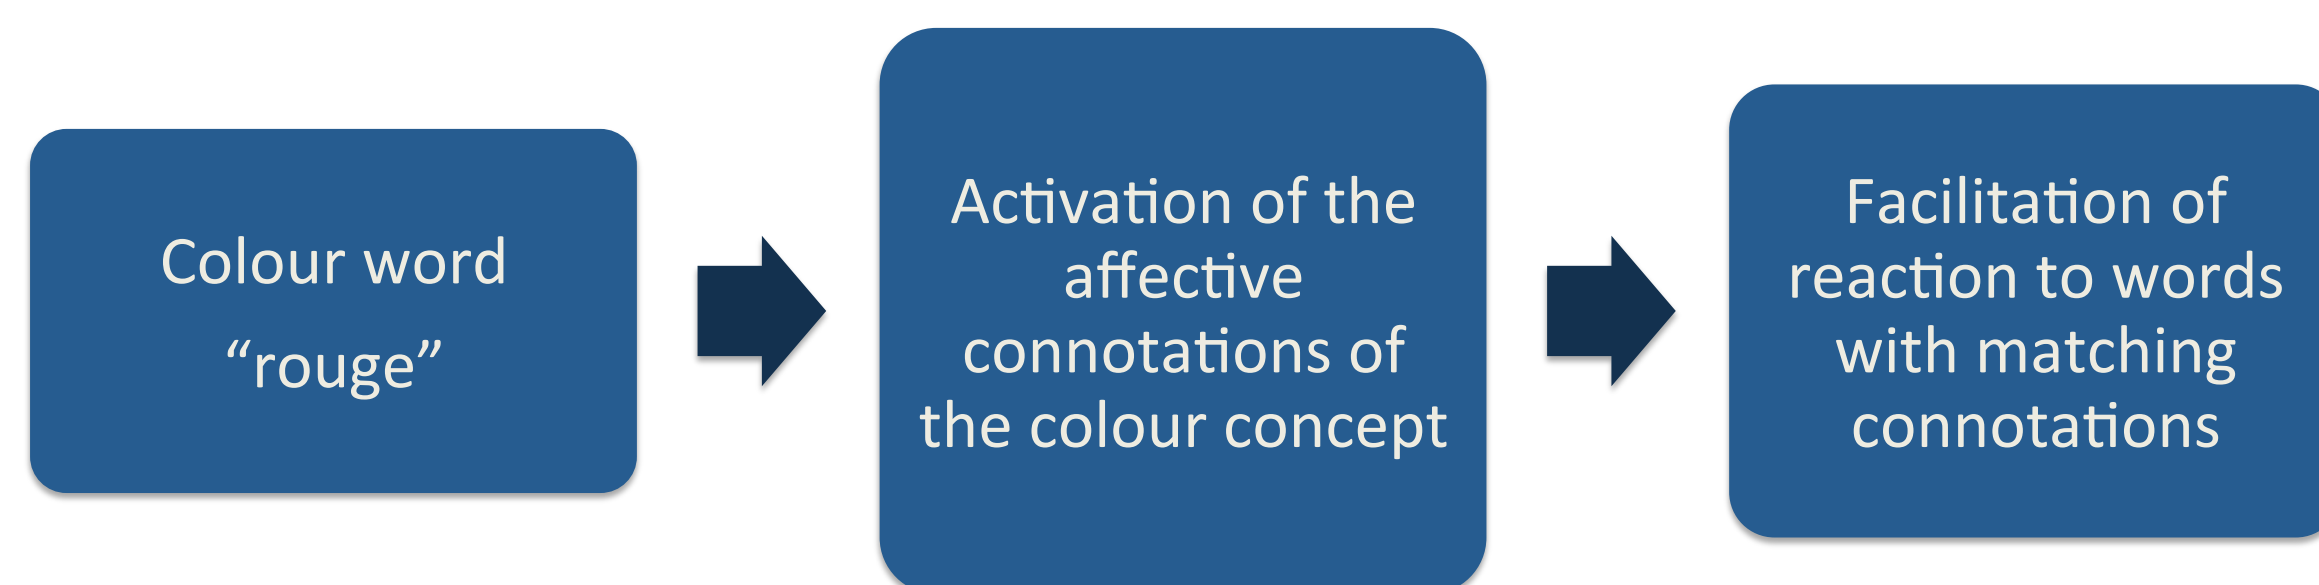 Colour word
“rouge”
Activation of the
affective
connotations of
the colour concept
Facilitation of
reaction to words
with matching
connotations